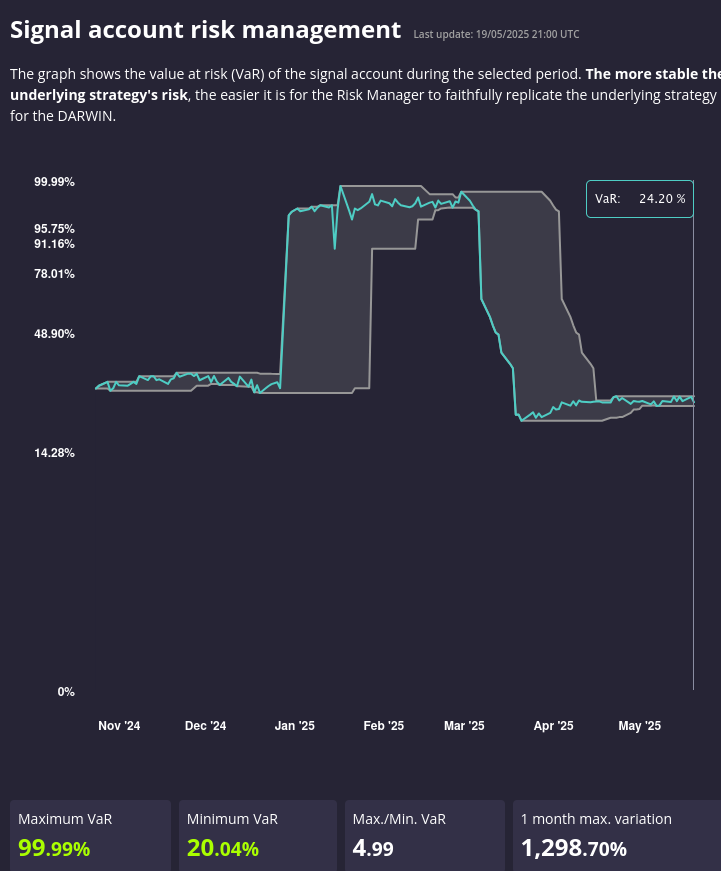 Signal account risk management Last update: 19/05/2025 21:00 UTC
The graph shows the value at risk (VaR) of the signal account during the selected period. The more stable the
underlying strategy's risk, the easier it is for the Risk Manager to faithfully replicate the underlying strategy
for the DARWIN.
99.99%
VaR: 24.20 %
95.75%
91.16%
78.01%
48.90%
14.28%
0%
Nov '24 Dec '24 Jan '25 Feb '25 Mar '25 Apr '25 May '25
Maximum VaR Minimum VaR Max./Min. VaR 1 month max. variation
99.99% 20.04% 4.99 1,298.70%